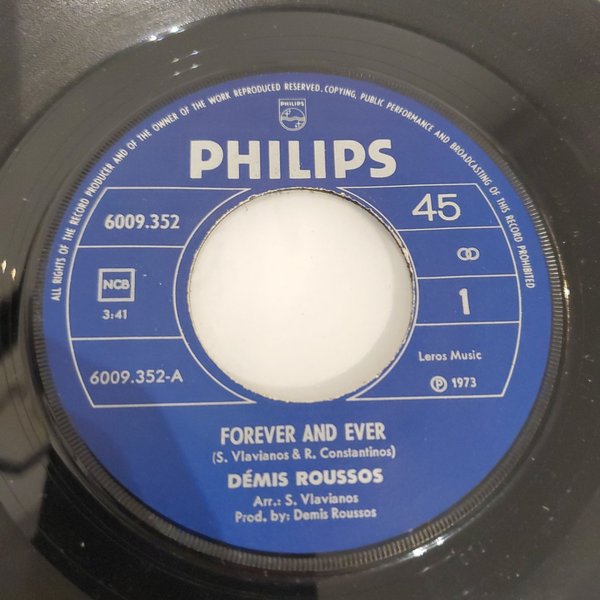 ALL RIGHTS OF THE RECORD PRODUCER AND OF THE OWNER OF THE WORK REPRODUCED RESERVED. COPYING, PUBLIC PERFORMANCE AND BROADCASTING OF THIS RECORD PROHIBITED
PHILIPS
PHILIPS
6009.352
45
NCB
3:41
1
6009.352-A
Leros Music
Ⓟ 1973
FOREVER AND EVER
(S. Vlavianos & R. Constantinos)
DÉMIS ROUSSOS
Arr.: S. Vlavianos
Prod. by: Demis Roussos